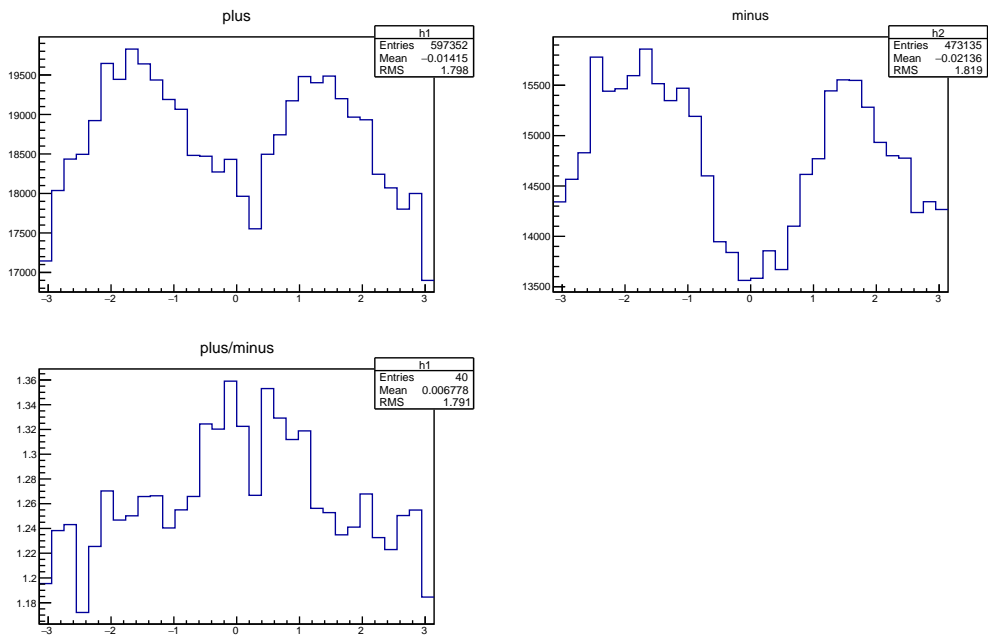 plus
h1
Entries 597352
Mean −0.01415
RMS 1.798
19500
19000
18500
18000
17500
17000
−3 −2 −1 0 1 2 3
minus
h2
Entries 473135
Mean −0.02136
RMS 1.819
15500
15000
14500
14000
13500
−3 −2 −1 0 1 2 3
plus/minus
h1
Entries 40
Mean 0.006778
RMS 1.791
1.36
1.34
1.32
1.3
1.28
1.26
1.24
1.22
1.2
1.18
−3 −2 −1 0 1 2 3